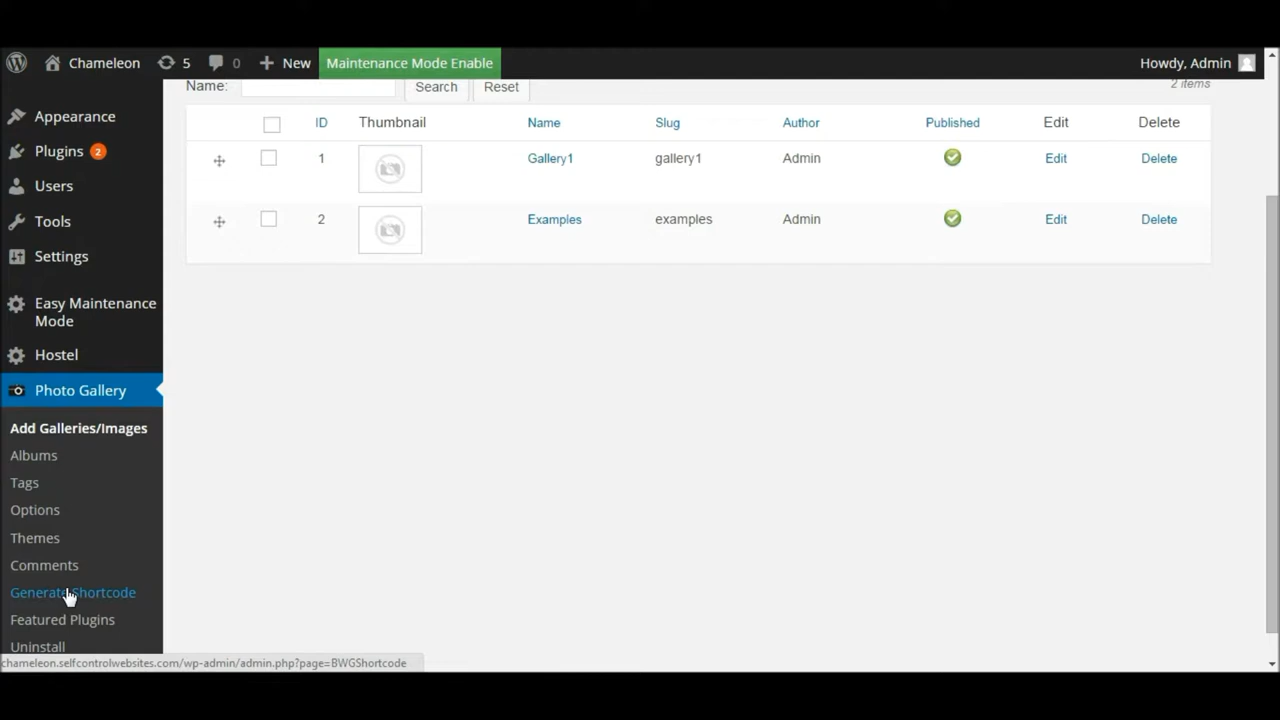 Chameleon 5 0 New Maintenance Mode Enable Howdy, Admin
Name: Search Reset 2 items
Appearance
Plugins 2
Users
Tools
Settings
Easy Maintenance
Mode
Hostel
Photo Gallery
Add Galleries/Images
Albums
Tags
Options
Themes
Comments
Generate Shortcode
Featured Plugins
Uninstall
ID Thumbnail Name Slug Author Published Edit Delete
1 Gallery1 gallery1 Admin Edit Delete
2 Examples examples Admin Edit Delete
chameleon.selfcontrolwebsites.com/wp-admin/admin.php?page=BWGShortcode